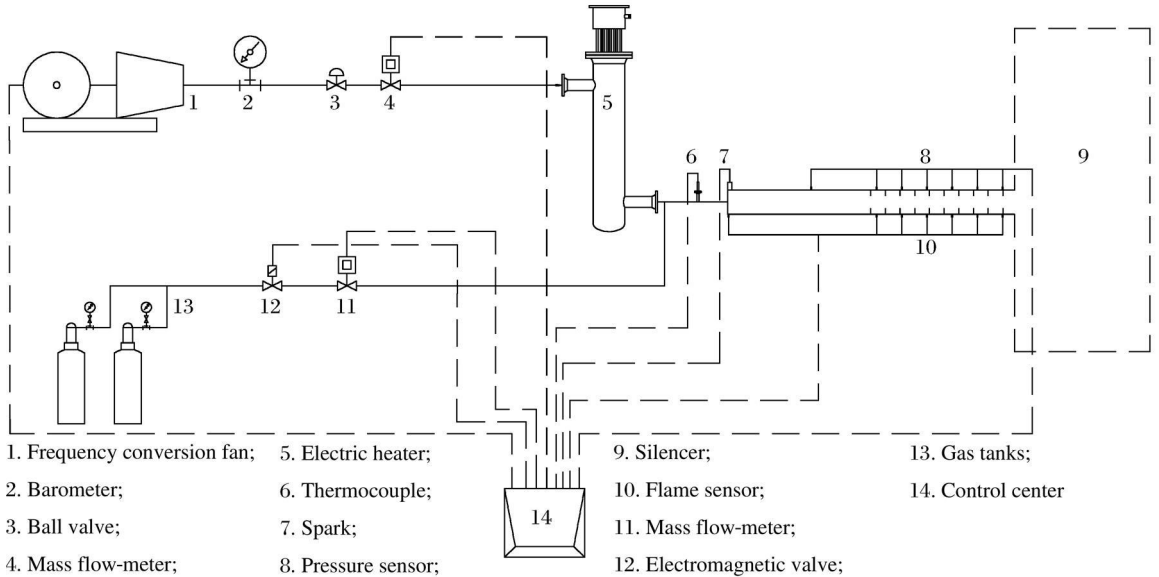 1
2
3
4
5
6
7
8
9
10
11
12
13
14
1. Frequency conversion fan;
2. Barometer;
3. Ball valve;
4. Mass flow-meter;
5. Electric heater;
6. Thermocouple;
7. Spark;
8. Pressure sensor;
9. Silencer;
10. Flame sensor;
11. Mass flow-meter;
12. Electromagnetic valve;
13. Gas tanks;
14. Control center